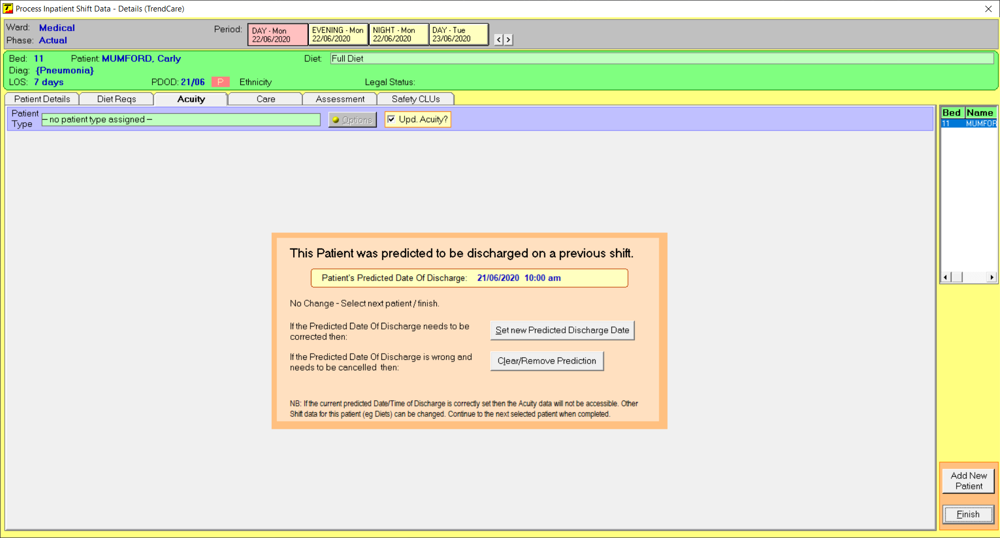 Process Inpatient Shift Data - Details (TrendCare)
Ward: Medical
Phase: Actual
Period:
DAY - Mon
22/06/2020
EVENING - Mon
22/06/2020
NIGHT - Mon
22/06/2020
DAY - Tue
23/06/2020
< >
Bed: 11 Patient: MUMFORD, Carly Diet: Full Diet
Diag: {Pneumonia}
LOS: 7 days PDOD: 21/06 P Ethnicity Legal Status:
Patient Details Diet Reqs Acuity Care Assessment Safety CLUs
Patient
Type
– no patient type assigned –
Options
Upd. Acuity?
Bed Name
11 MUMFOR
This Patient was predicted to be discharged on a previous shift.
Patient's Predicted Date Of Discharge: 21/06/2020 10:00 am
No Change - Select next patient / finish.
If the Predicted Date Of Discharge needs to be
corrected then:
Set new Predicted Discharge Date
If the Predicted Date Of Discharge is wrong and
needs to be cancelled then:
Clear/Remove Prediction
NB: If the current predicted Date/Time of Discharge is correctly set then the Acuity data will not be accessible. Other
Shift data for this patient (eg Diets) can be changed. Continue to the next selected patient when completed.
Add New
Patient
Finish